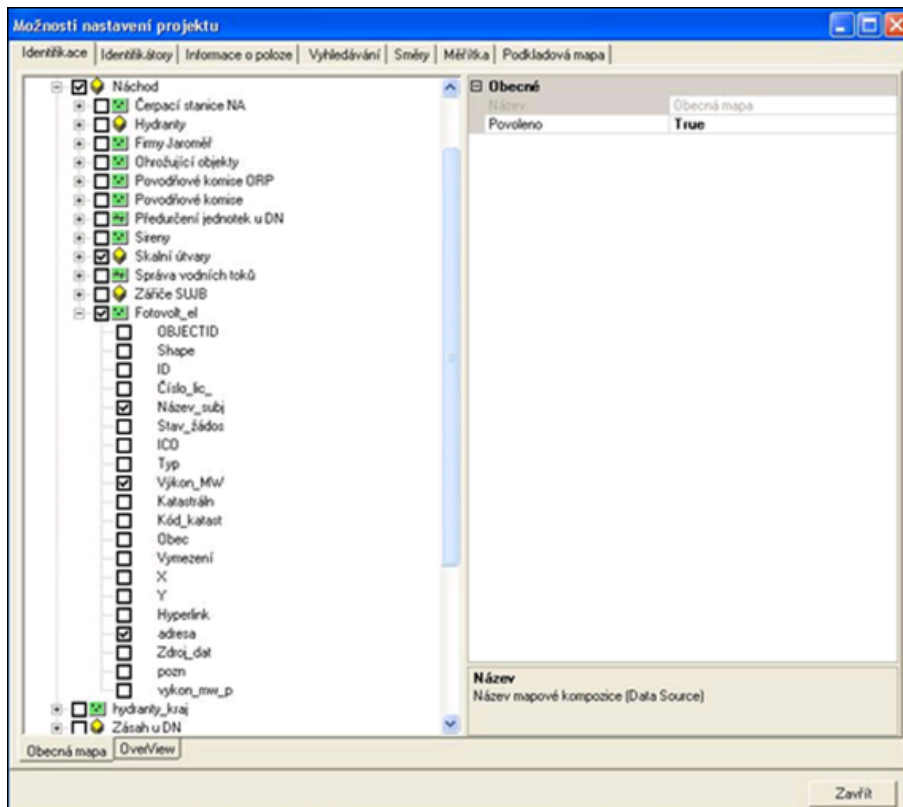 Možnosti nastavení projektu
Identifikace Identifikátory Informace o poloze Vyhledávání Směry Měřítka Podkladová mapa
Náchod
Čerpací stanice NA
Hydranty
Firmy Jaroměř
Ohrožující objekty
Povodňové komise ORP
Povodňové komise
Předurčení jednotek u DN
Sireny
Skalní útvary
Správa vodních toků
Zářiče SUJB
Fotovolt_el
OBJECTID
Shape
ID
Číslo_lic_
Název_subj
Stav_žádos
ICO
Typ
Výkon_MW
Katastráln
Kód_katast
Obec
Vymezení
X
Y
Hyperlink
adresa
Zdroj_dat
pozn
vykon_mw_p
hydranty_kraj
Zásah u DN
Obecná mapa OverView
Obecné
Název Obecná mapa
Povoleno True
Název
Název mapové kompozice (Data Source)
Zavřít